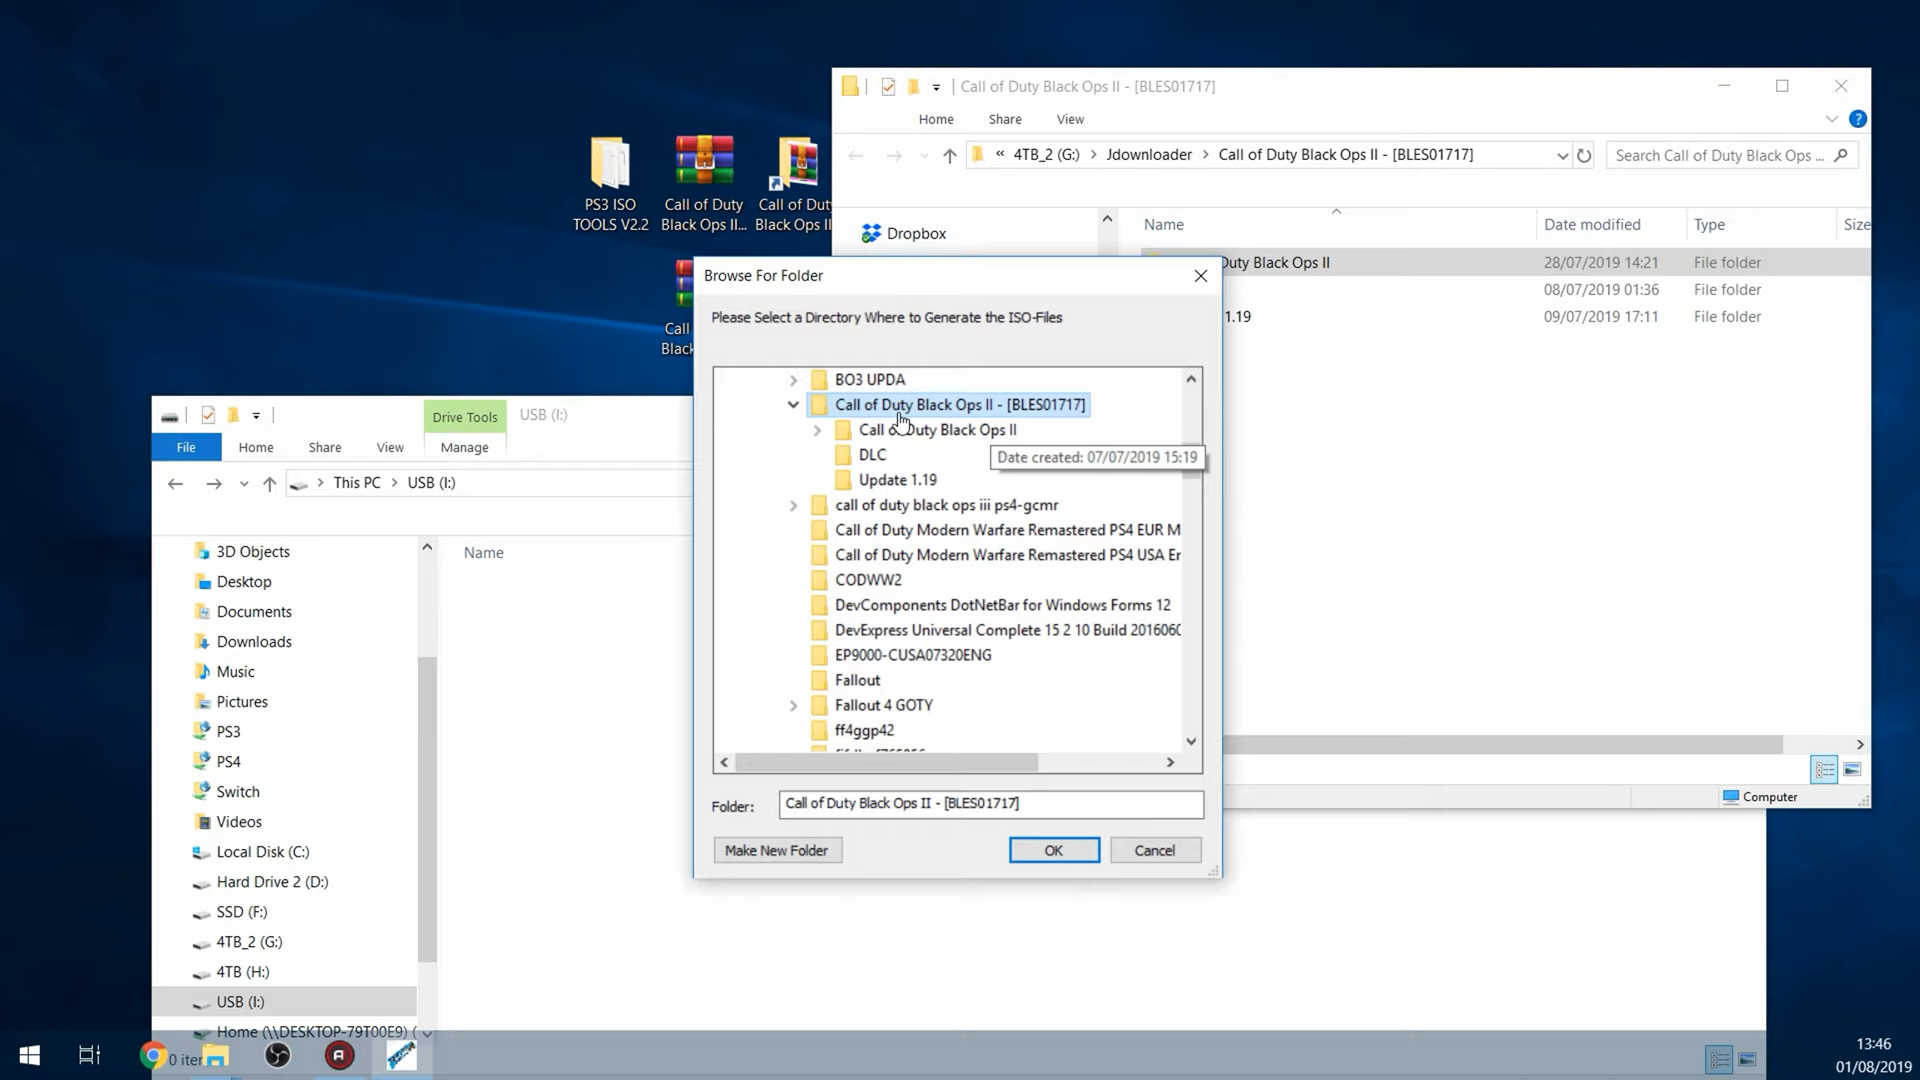 Call of Duty Black Ops II - [BLES01717]
Home
Share
View
4TB_2 (G:)
Jdownloader
Call of Duty Black Ops II - [BLES01717]
Search Call of Duty Black Ops ...
PS3 ISO
TOOLS V2.2
Call of Duty
Black Ops II...
Call of Dut
Black Ops II
Dropbox
Name
Date modified
Type
Size
Duty Black Ops II
28/07/2019 14:21
File folder
08/07/2019 01:36
File folder
1.19
09/07/2019 17:11
File folder
Call
Blac
Browse For Folder
Please Select a Directory Where to Generate the ISO-Files
BO3 UPDA
Call of Duty Black Ops II - [BLES01717]
Call of Duty Black Ops II
DLC
Date created: 07/07/2019 15:19
Update 1.19
call of duty black ops iii ps4-gcmr
Call of Duty Modern Warfare Remastered PS4 EUR M
Call of Duty Modern Warfare Remastered PS4 USA Er
CODWW2
DevComponents DotNetBar for Windows Forms 12
DevExpress Universal Complete 15 2 10 Build 2016060
EP9000-CUSA07320ENG
Fallout
Fallout 4 GOTY
ff4ggp42
Folder:
Call of Duty Black Ops II - [BLES01717]
Make New Folder
OK
Cancel
Computer
Drive Tools
USB (I:)
File
Home
Share
View
Manage
This PC
USB (I:)
Name
3D Objects
Desktop
Documents
Downloads
Music
Pictures
PS3
PS4
Switch
Videos
Local Disk (C:)
Hard Drive 2 (D:)
SSD (F:)
4TB_2 (G:)
4TB (H:)
USB (I:)
Home (\\DESKTOP-79T00E9) (
0 iter
13:46
01/08/2019